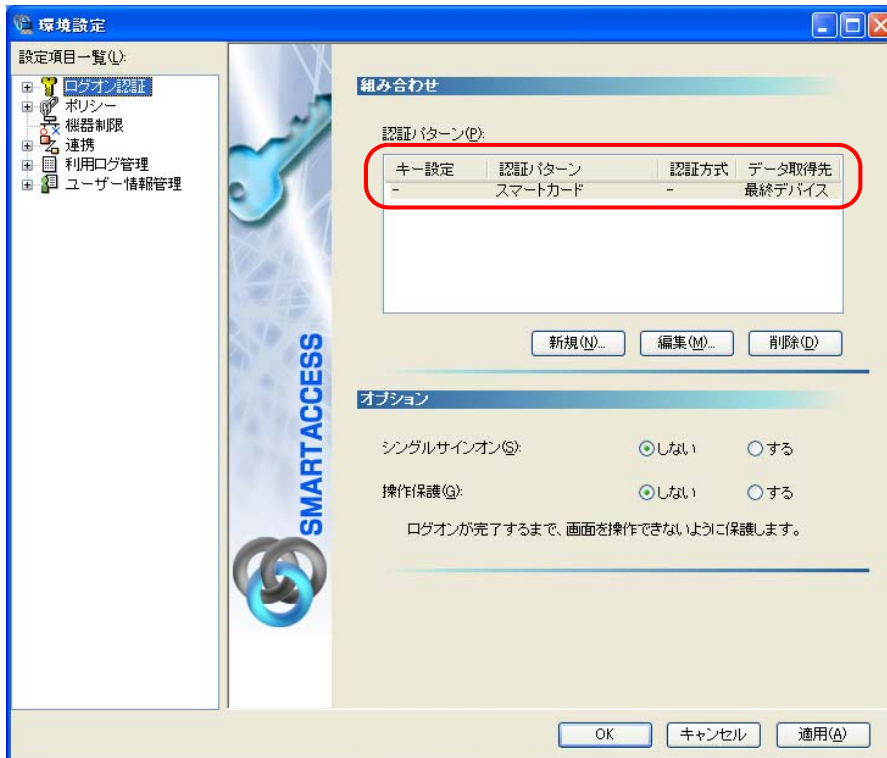 環境設定
設定項目一覧(L):
ログオン認証
ポリシー
機器制限
連携
利用ログ管理
ユーザー情報管理
SMARTACCESS
組み合わせ
認証パターン(P):
キー設定 認証パターン 認証方式 データ取得先
- スマートカード - 最終デバイス
新規(N)... 編集(M)... 削除(D)
オプション
シングルサインオン(S): しない する
操作保護(G): しない する
ログオンが完了するまで、画面を操作できないように保護します。
OK キャンセル 適用(A)